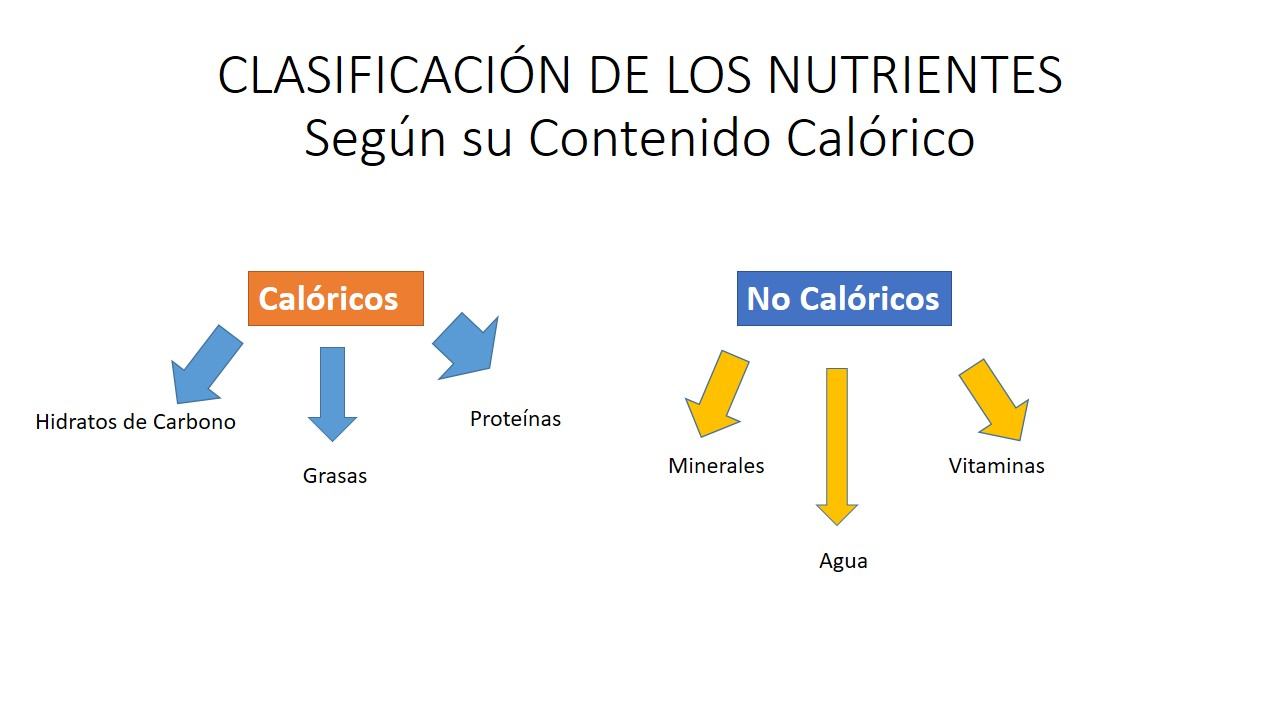 CLASIFICACIÓN DE LOS NUTRIENTES
Según su Contenido Calórico
Calóricos
No Calóricos
Hidratos de Carbono
Grasas
Proteínas
Minerales
Agua
Vitaminas